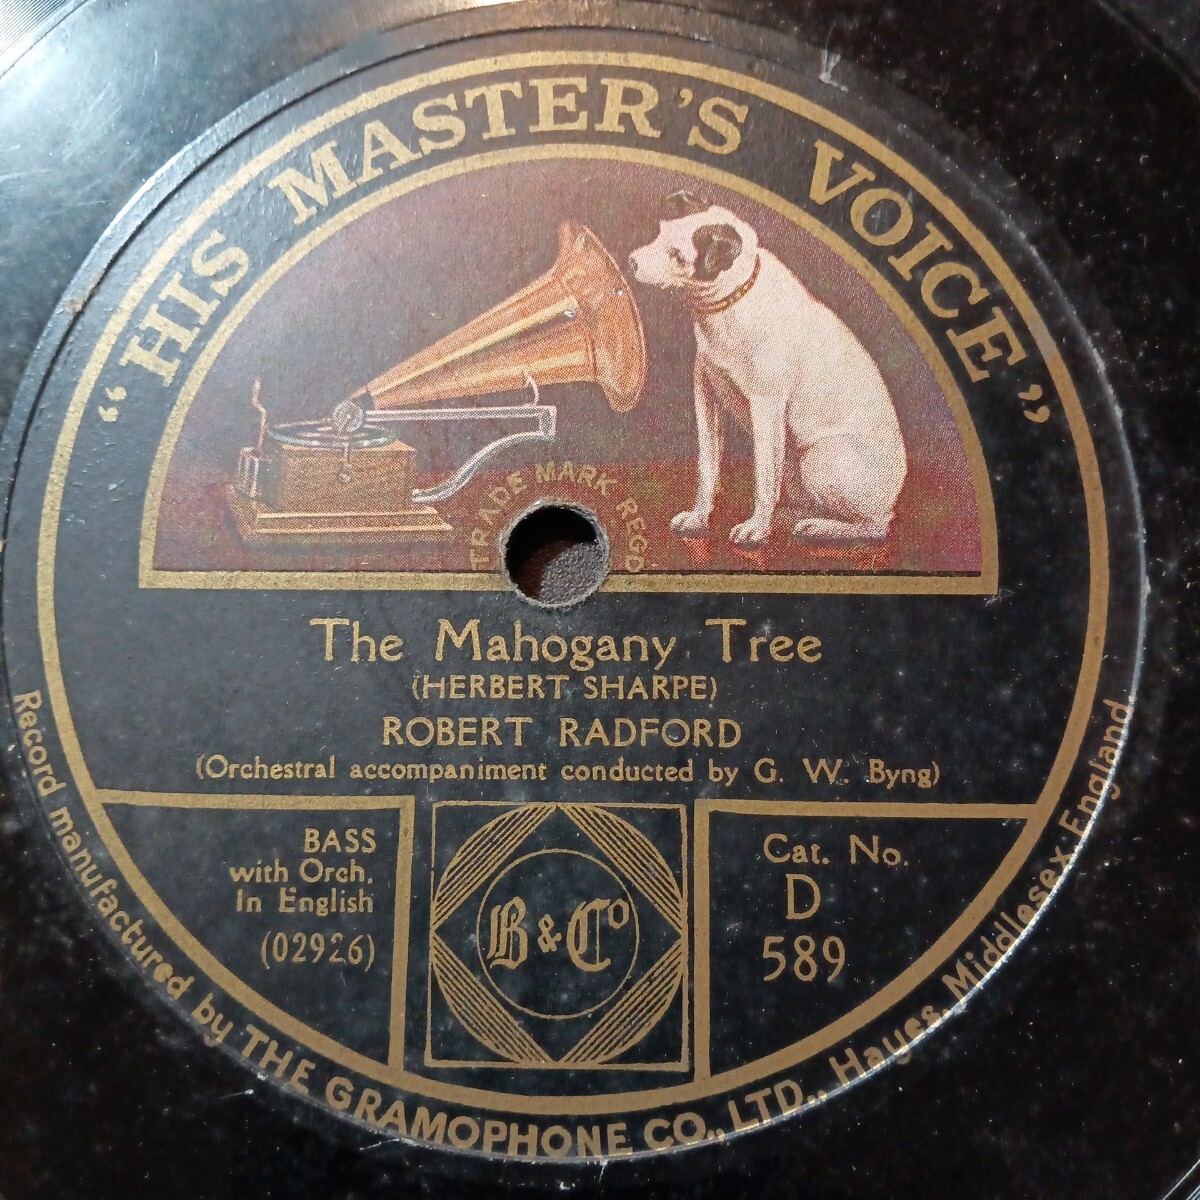 “HIS MASTER’S VOICE”
TRADE MARK REGD
The Mahogany Tree
(HERBERT SHARPE)
ROBERT RADFORD
(Orchestral accompaniment conducted by G. W. Byng)
BASS
with Orch.
In English
(02926)
B & Cº
Cat. No.
D
589
Record manufactured by THE GRAMOPHONE CO., LTD., Hayes, Middlesex, England.